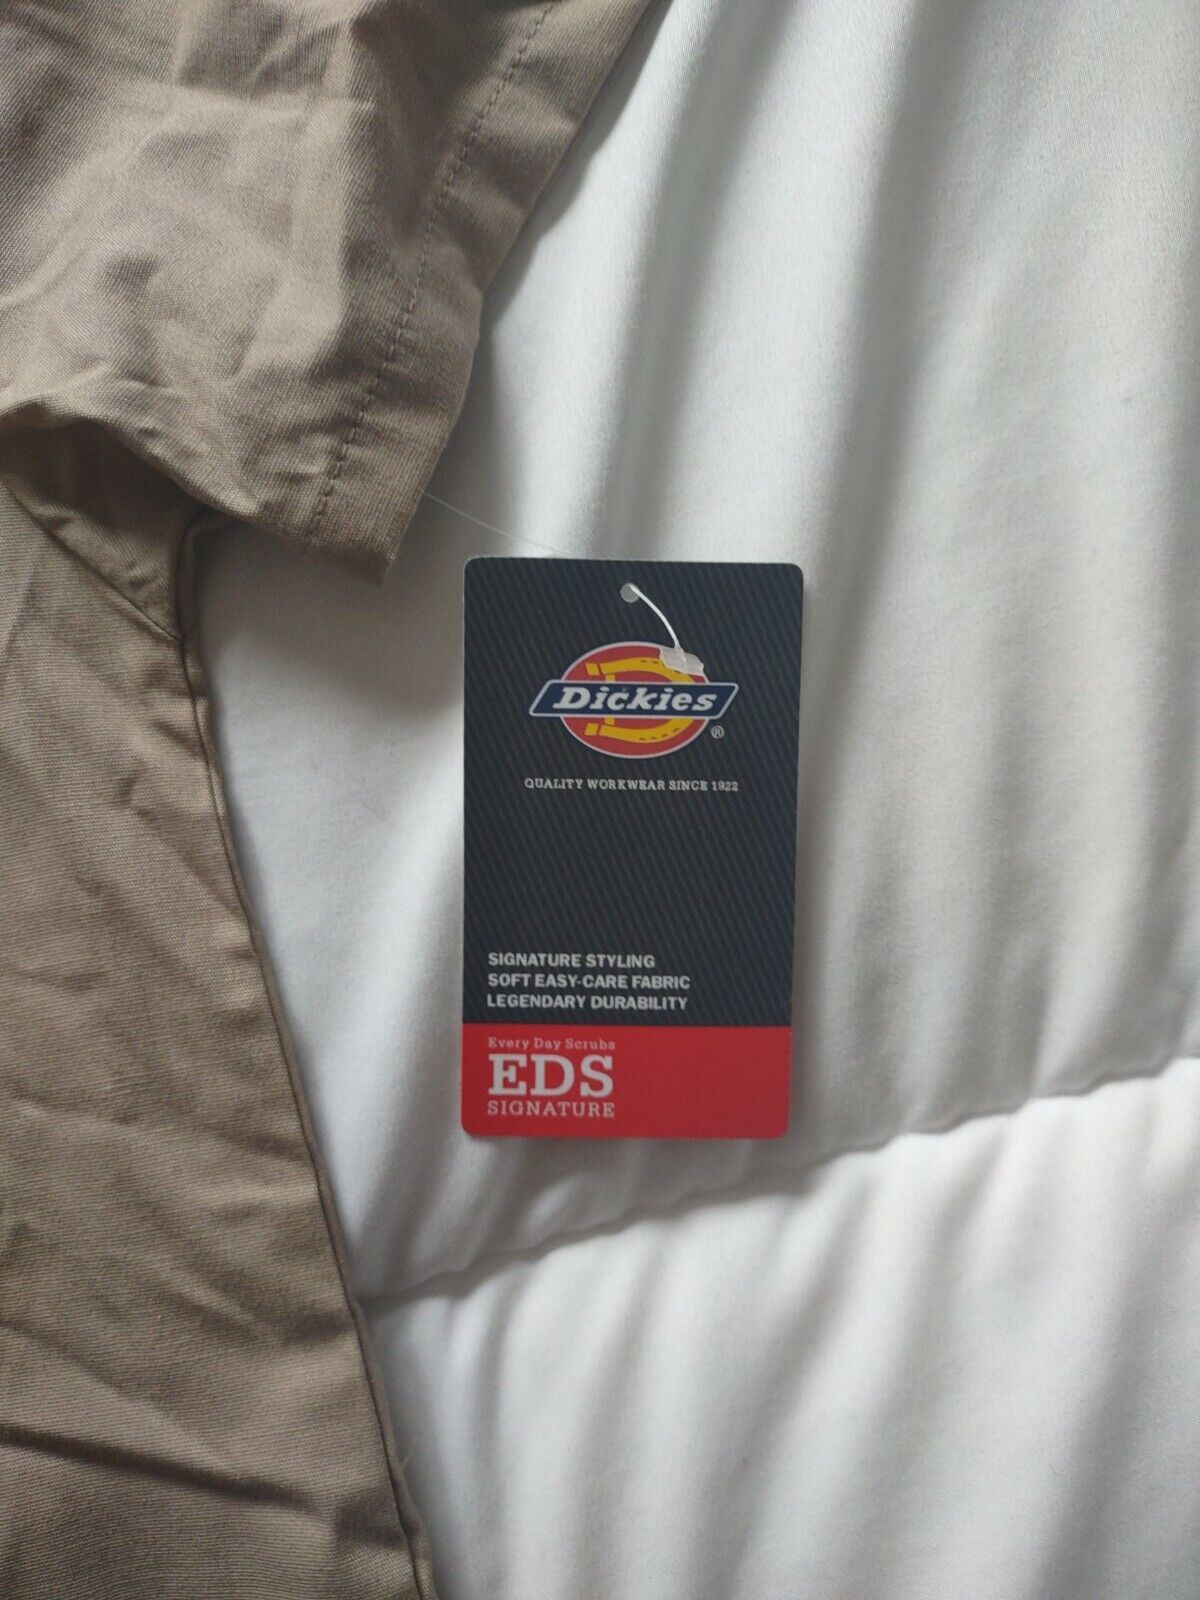 Dickies®
QUALITY WORKWEAR SINCE 1922
SIGNATURE STYLING
SOFT EASY-CARE FABRIC
LEGENDARY DURABILITY
Every Day Scrubs
EDS
SIGNATURE